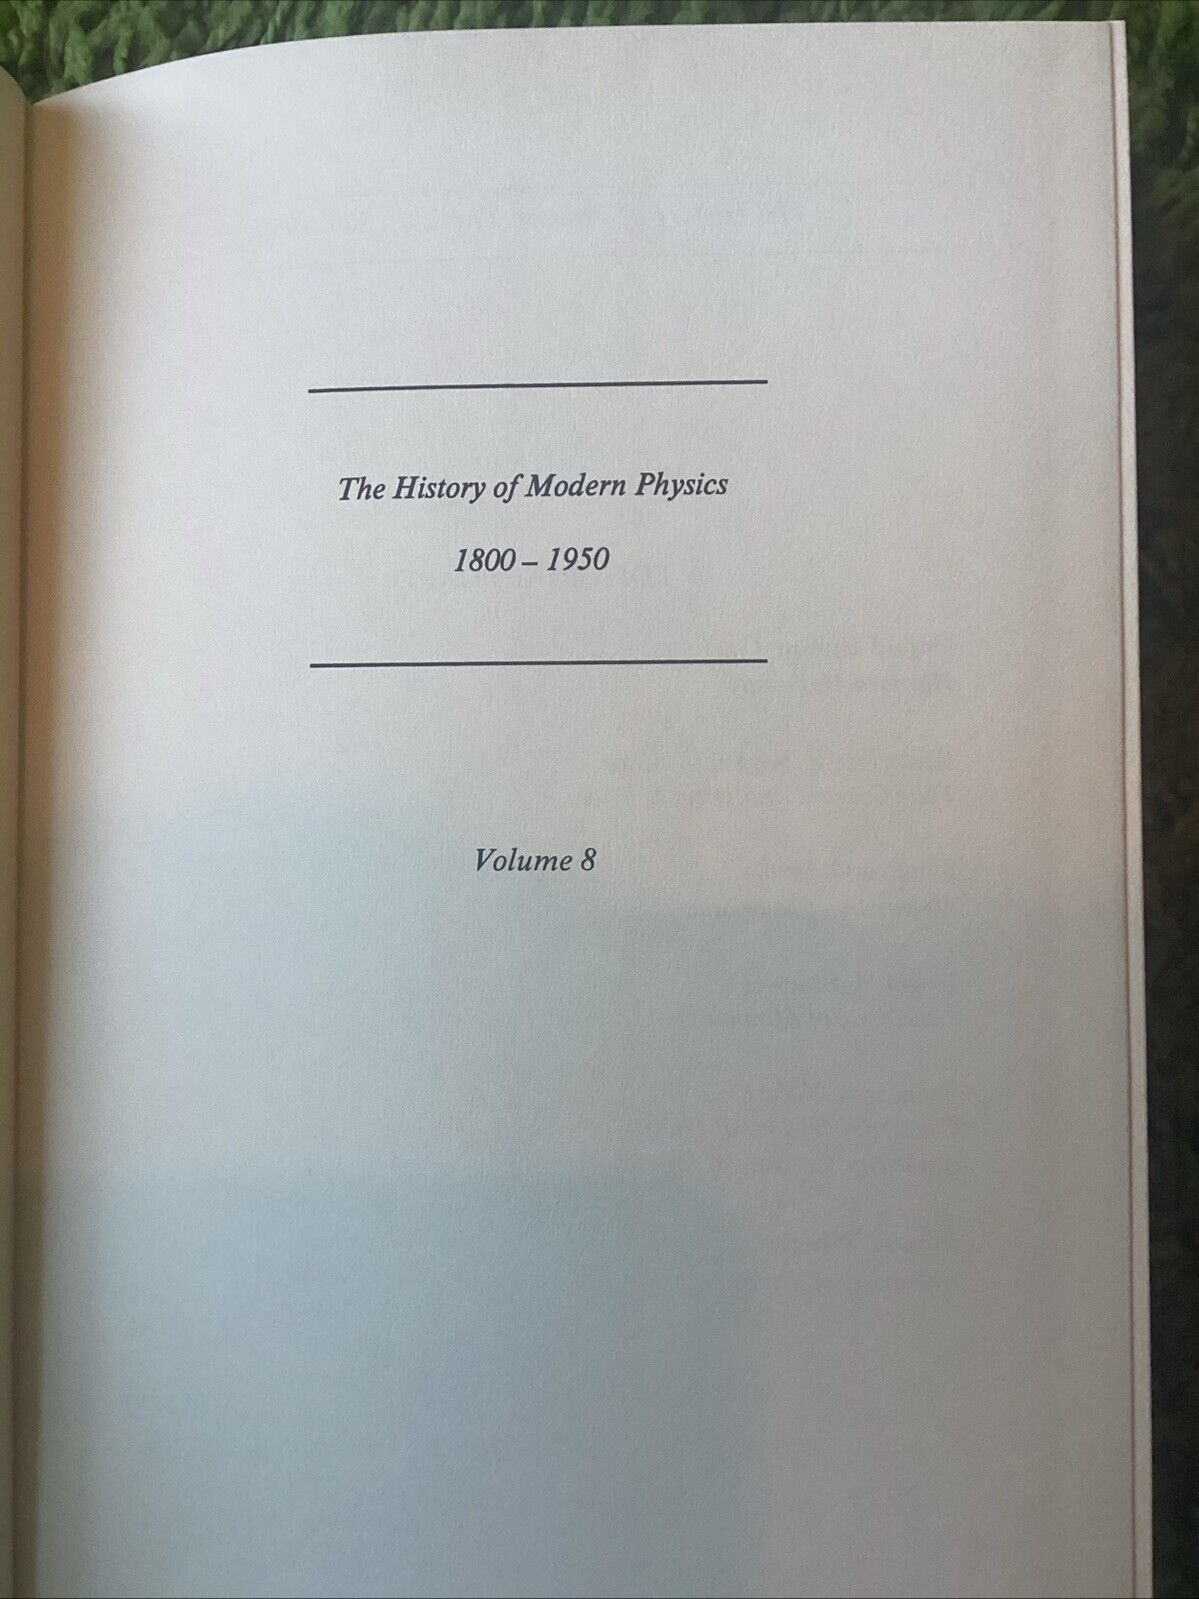 The History of Modern Physics
1800 – 1950
Volume 8